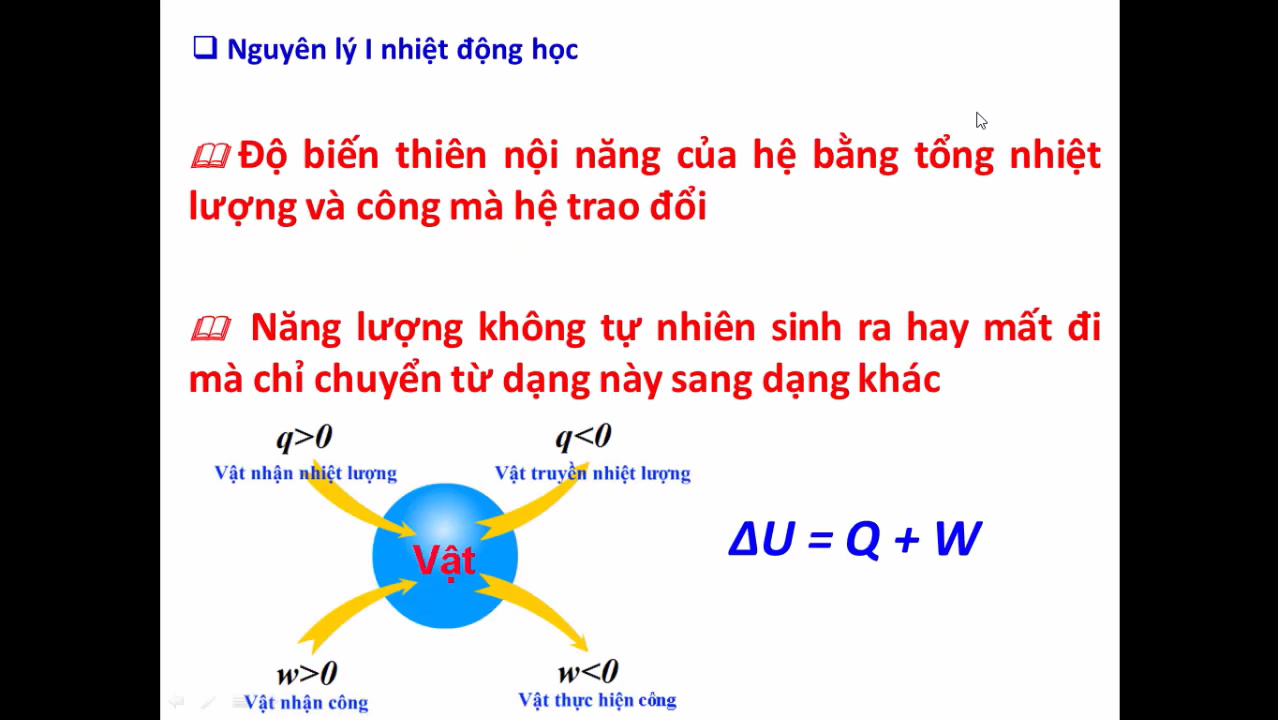 Nguyên lý I nhiệt động học
Độ biến thiên nội năng của hệ bằng tổng nhiệt
lượng và công mà hệ trao đổi
Năng lượng không tự nhiên sinh ra hay mất đi
mà chỉ chuyển từ dạng này sang dạng khác
q>0
q<0
Vật nhận nhiệt lượng
Vật truyền nhiệt lượng
Vật
ΔU = Q + W
w>0
w<0
Vật nhận công
Vật thực hiện công